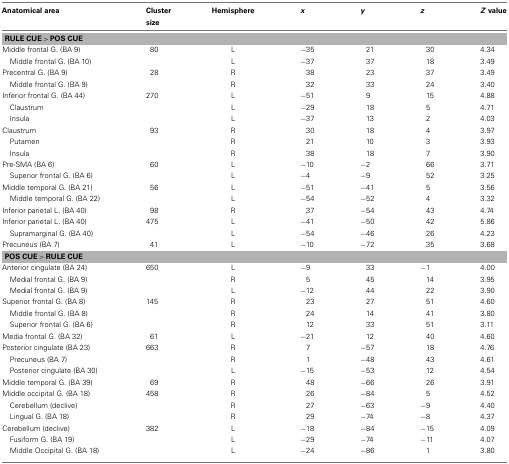 Anatomical area Cluster size Hemisphere x y z Z value
RULE CUE > POS CUE
Middle frontal G. (BA 9) 80 L −35 21 30 4.34
Middle frontal G. (BA 10) L −37 37 18 3.49
Precentral G. (BA 9) 28 R 38 23 37 3.49
Middle frontal G. (BA 9) R 32 33 24 3.40
Inferior frontal G. (BA 44) 270 L −51 9 15 4.88
Claustrum L −29 18 5 4.71
Insula L −37 13 2 4.03
Claustrum 93 R 30 18 4 3.97
Putamen R 21 10 3 3.93
Insula R 38 18 7 3.90
Pre-SMA (BA 6) 60 L −10 −2 66 3.71
Superior frontal G. (BA 6) L −4 −9 52 3.25
Middle temporal G. (BA 21) 56 L −51 −41 5 3.56
Middle temporal G. (BA 22) L −54 −52 4 3.32
Inferior parietal L. (BA 40) 98 R 37 −54 43 4.74
Inferior parietal L. (BA 40) 475 L −41 −50 42 5.86
Supramarginal G. (BA 40) L −54 −46 26 4.23
Precuneus (BA 7) 41 L −10 −72 35 3.68
POS CUE > RULE CUE
Anterior cingulate (BA 24) 650 L −9 33 −1 4.00
Medial frontal G. (BA 9) R 5 45 14 3.95
Medial frontal G. (BA 9) L −12 44 22 3.90
Superior frontal G. (BA 8) 145 R 23 27 51 4.60
Middle frontal G. (BA 8) R 24 14 41 3.80
Superior frontal G. (BA 6) R 12 33 51 3.11
Media frontal G. (BA 32) 61 L −21 12 40 4.60
Posterior cingulate (BA 23) 663 R 7 −57 18 4.76
Precuneus (BA 7) R 1 −48 43 4.61
Posterior cingulate (BA 30) L −15 −53 12 4.54
Middle temporal G. (BA 39) 69 R 48 −66 26 3.91
Middle occipital G. (BA 18) 458 R 26 −84 5 4.52
Cerebellum (declive) R 27 −63 −9 4.40
Lingual G. (BA 18) R 29 −74 −8 4.37
Cerebellum (declive) 382 L −18 −84 −15 4.09
Fusiform G. (BA 19) L −29 −74 −11 4.07
Middle Occipital G. (BA 18) L −24 −86 1 3.80